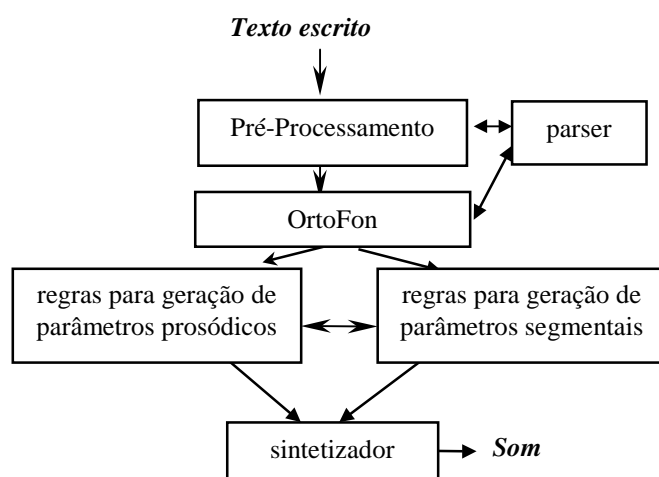 Texto escrito
Pré-Processamento
parser
OrtoFon
regras para geração de
parâmetros prosódicos
regras para geração de
parâmetros segmentais
sintetizador
Som